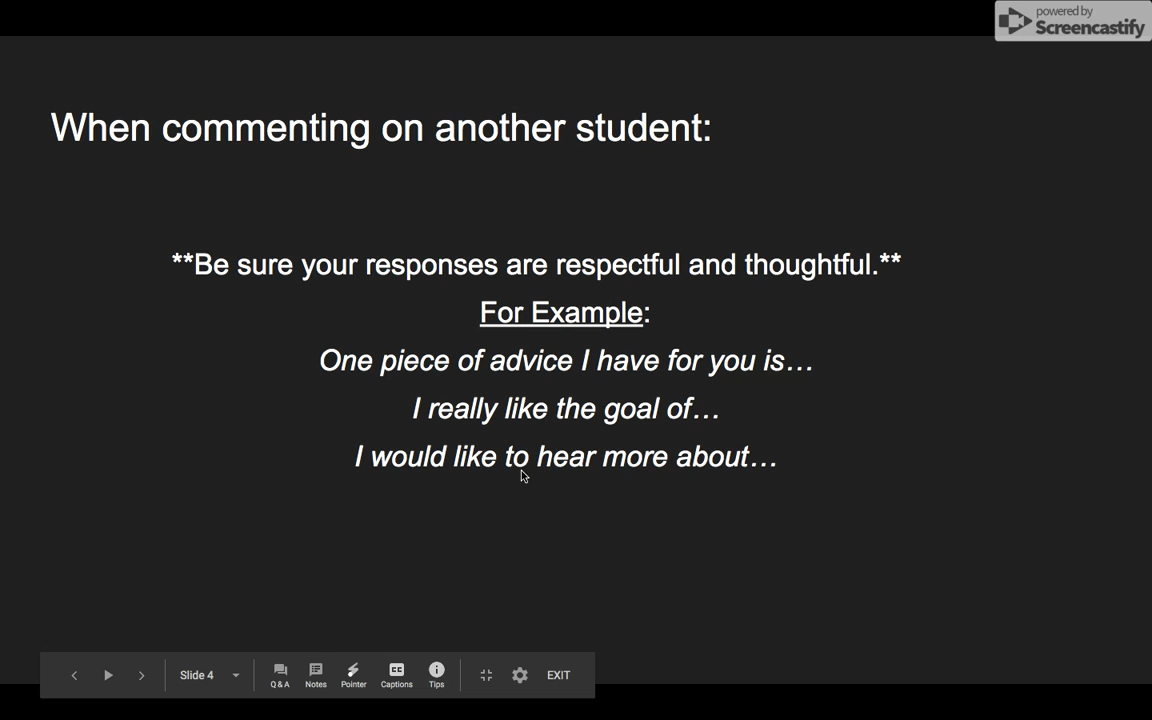 powered by
Screencastify
When commenting on another student:
**Be sure your responses are respectful and thoughtful.**
For Example:
One piece of advice I have for you is…
I really like the goal of…
I would like to hear more about…
Slide 4
Q & A
Notes
Pointer
CC
Captions
Tips
EXIT